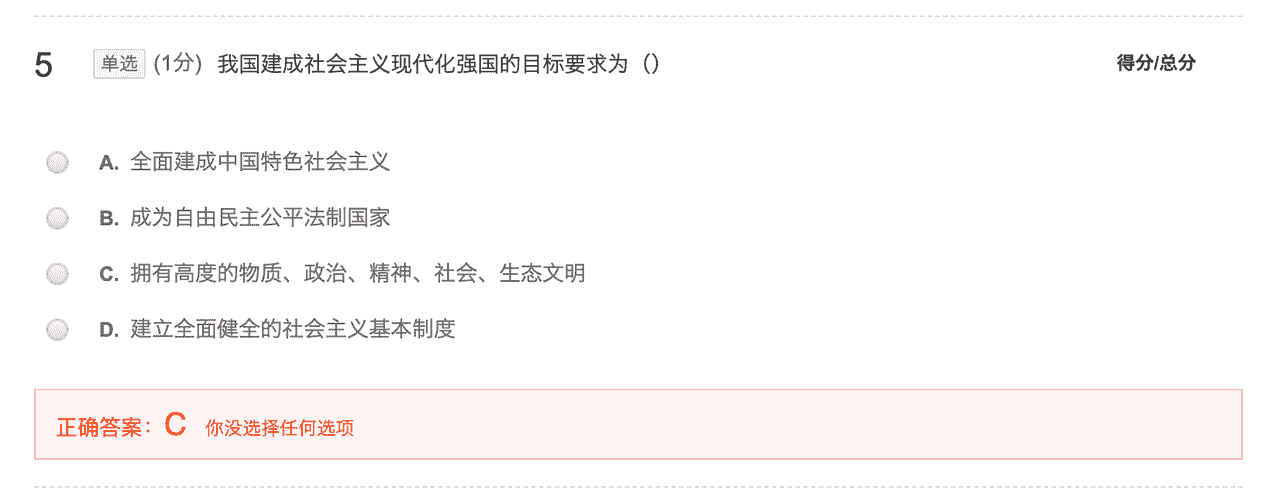 5 单选 (1分) 我国建成社会主义现代化强国的目标要求为（） 得分/总分
A. 全面建成中国特色社会主义
B. 成为自由民主公平法制国家
C. 拥有高度的物质、政治、精神、社会、生态文明
D. 建立全面健全的社会主义基本制度
正确答案：C 你没选择任何选项